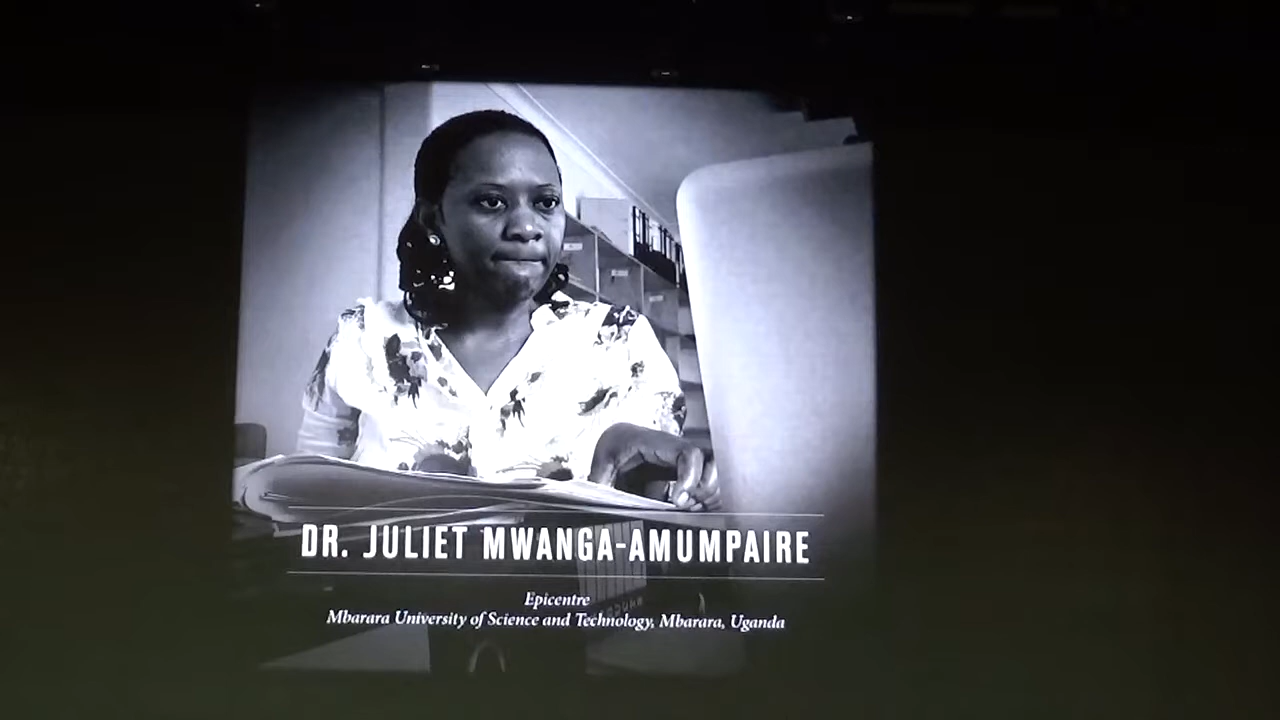 DR. JULIET MWANGA-AMUMPAIRE
Epicentre
Mbarara University of Science and Technology, Mbarara, Uganda